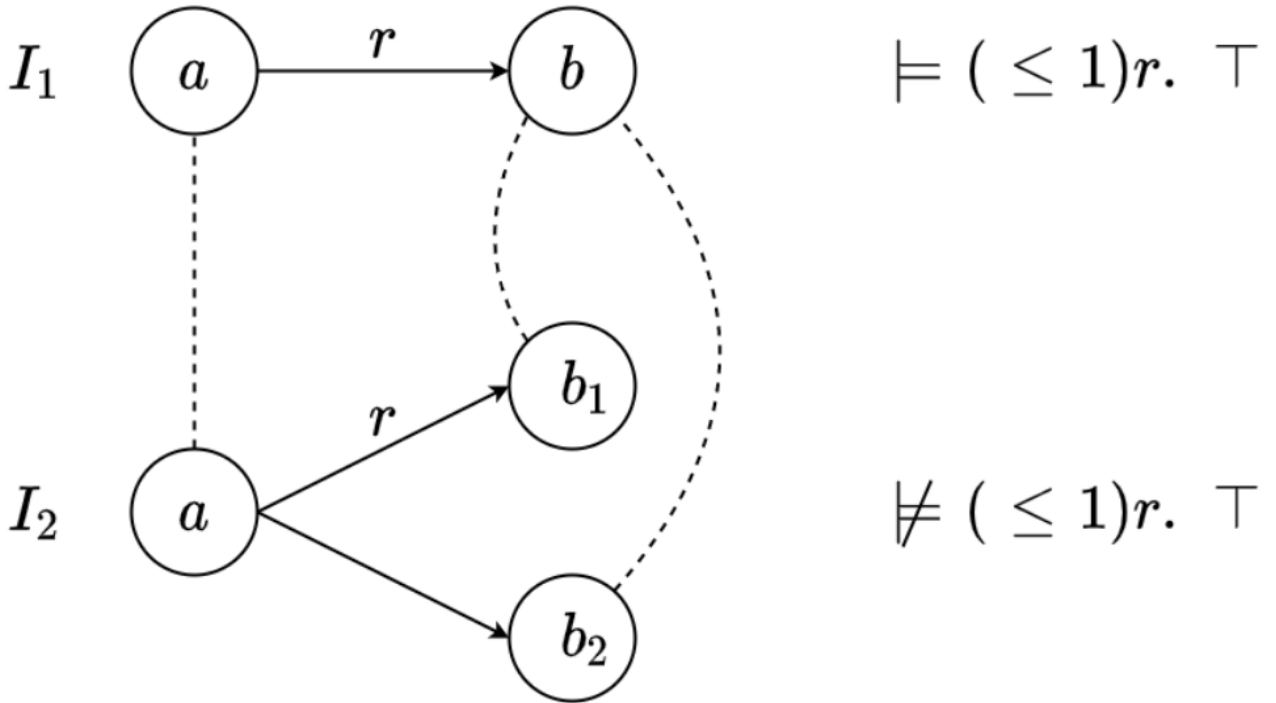 I₁ a r b ⊨ ( ≤ 1)r. ⊤
r b₁
I₂ a ⊭ ( ≤ 1)r. ⊤
b₂